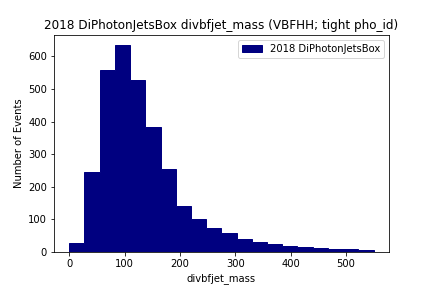 2018 DiPhotonJetsBox divbfjet_mass (VBFHH; tight pho_id)
2018 DiPhotonJetsBox
Number of Events
600
500
400
300
200
100
0
0 100 200 300 400 500
divbfjet_mass